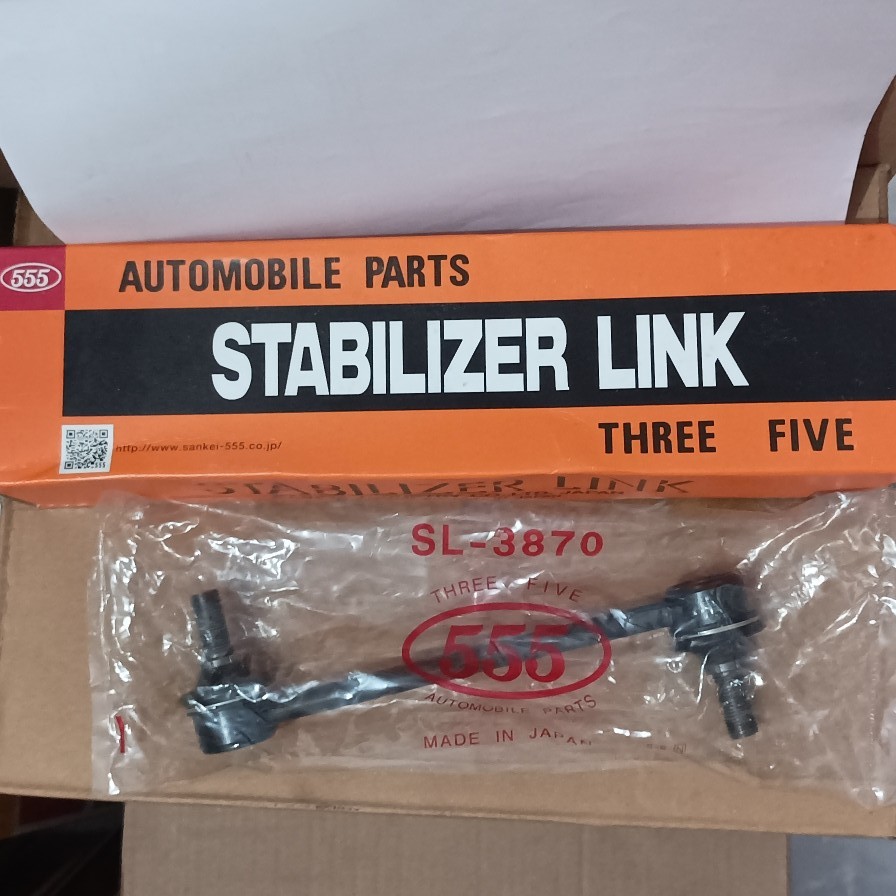 555
AUTOMOBILE PARTS
STABILIZER LINK
http://www.sankei-555.co.jp/
THREE FIVE
STABILIZER LINK
SL-3870
THREE FIVE
555
AUTOMOBILE PARTS
MADE IN JAPAN